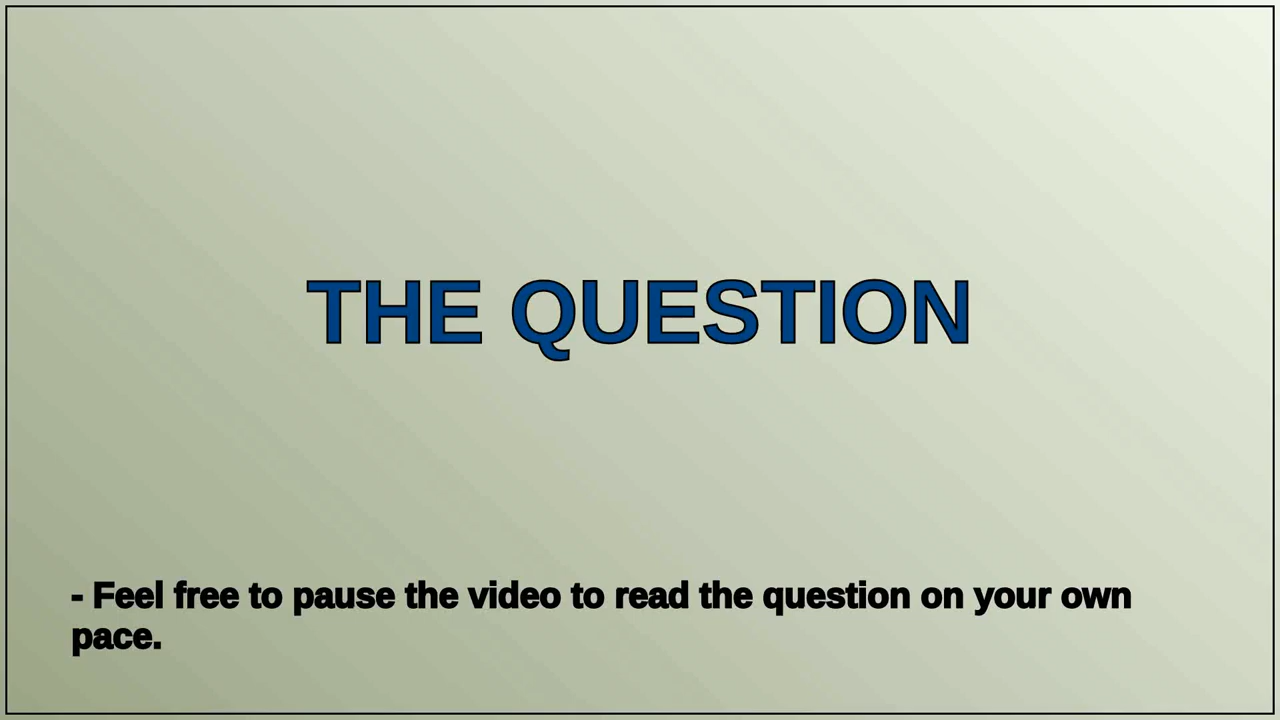 THE QUESTION
- Feel free to pause the video to read the question on your own
pace.